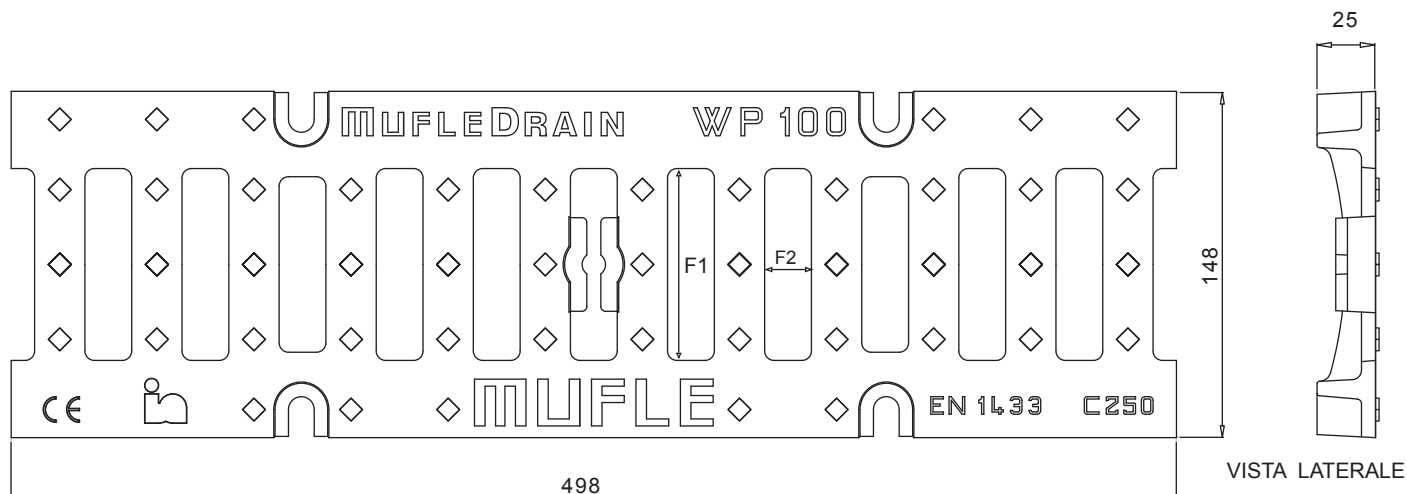 25
MUFLEDRAIN WP 100
F1
F2
148
CE
MUFLE
EN 1433 C250
498
VISTA LATERALE